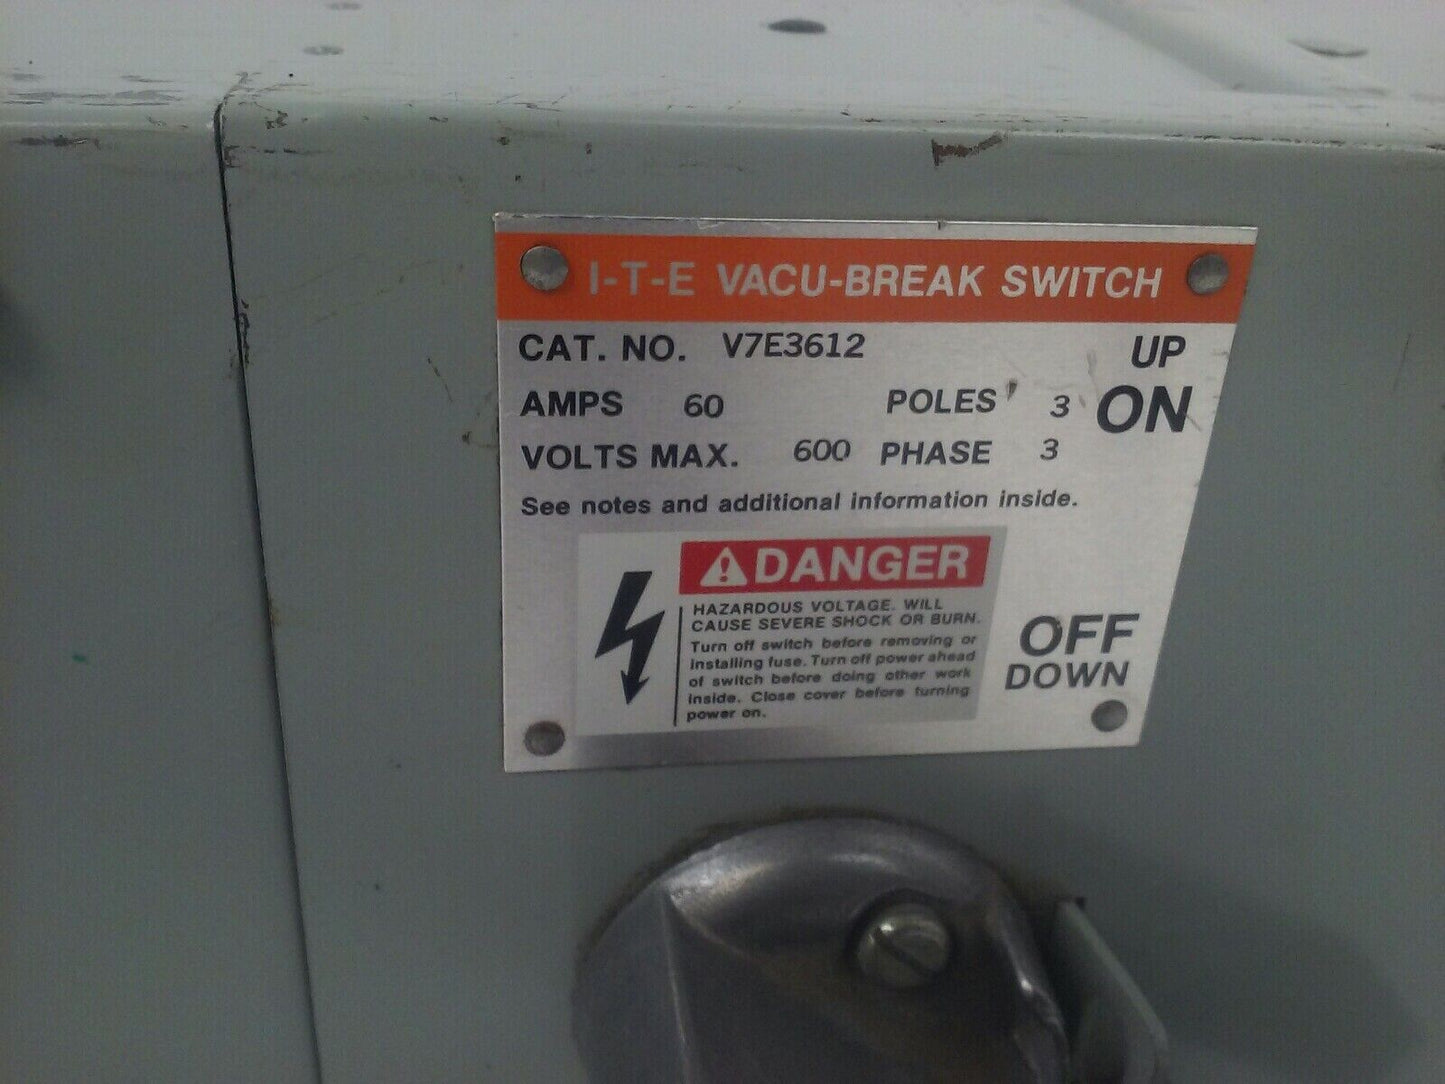 I-T-E VACU-BREAK SWITCH
CAT. NO. V7E3612 UP
AMPS 60 POLES 3 ON
VOLTS MAX. 600 PHASE 3
See notes and additional information inside.
DANGER
HAZARDOUS VOLTAGE. WILL
CAUSE SEVERE SHOCK OR BURN.
Turn off switch before removing or
installing fuse. Turn off power ahead
of switch before doing other work
inside. Close cover before turning
power on.
OFF
DOWN